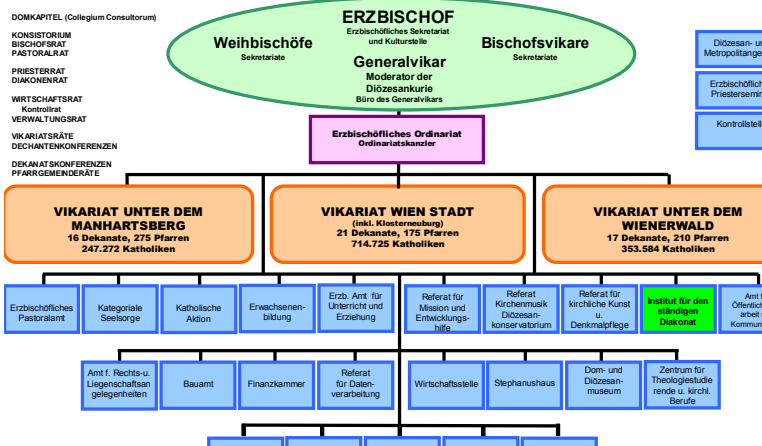 DOMKAPITEL (Collegium Consultorum)
KONSISTORIUM
BISCHOFSRAT
PASTORALRAT
PRIESTERRAT
DIAKONENRAT
WIRTSCHAFTSRAT
Kontrollrat
VERWALTUNGSRAT
VIKARIATSRÄTE
DECHANTENKONFERENZEN
DEKANATSKONFERENZEN
PFARRGEMEINDERÄTE
ERZBISCHOF
Erzbischöfliches Sekretariat
und Kulturstelle
Weihbischöfe
Sekretariate
Bischofsvikare
Sekretariate
Generalvikar
Moderator der
Diözesankurie
Büro des Generalvikars
Diözesan-
Metropolitange
Erzbischöflich
Priestersemin
Kontrollstelle
Erzbischöfliches Ordinariat
Ordinariatskanzler
VIKARIAT UNTER DEM
MANHARTSBERG
16 Dekanate, 275 Pfarren
247.272 Katholiken
VIKARIAT WIEN STADT
(inkl. Klosterneuburg)
21 Dekanate, 175 Pfarren
714.725 Katholiken
VIKARIAT UNTER DEM
WIENERWALD
17 Dekanate, 210 Pfarren
353.584 Katholiken
Erzbischöfliches
Pastoralamt
Kategoriale
Seelsorge
Katholische
Aktion
Erwachsenen-
bildung
Erzb. Amt für
Unterricht und
Erziehung
Referat für
Mission und
Entwicklungs-
hilfe
Referat
Kirchenmusik
Diözesan-
konservatorium
Referat für
kirchliche Kunst
u.
Denkmalpflege
Institut für den
ständigen
Diakonat
Amt
Öffentlich
arbeit
Kommun
Amt f. Rechts-u.
Liegenschaftsan
gelegenheiten
Bauamt
Finanzkammer
Referat
für Daten-
verarbeitung
Wirtschaftsstelle
Stephanushaus
Dom- und
Diözesan-
museum
Zentrum für
Theologiestudie
rende u. kirchl.
Berufe